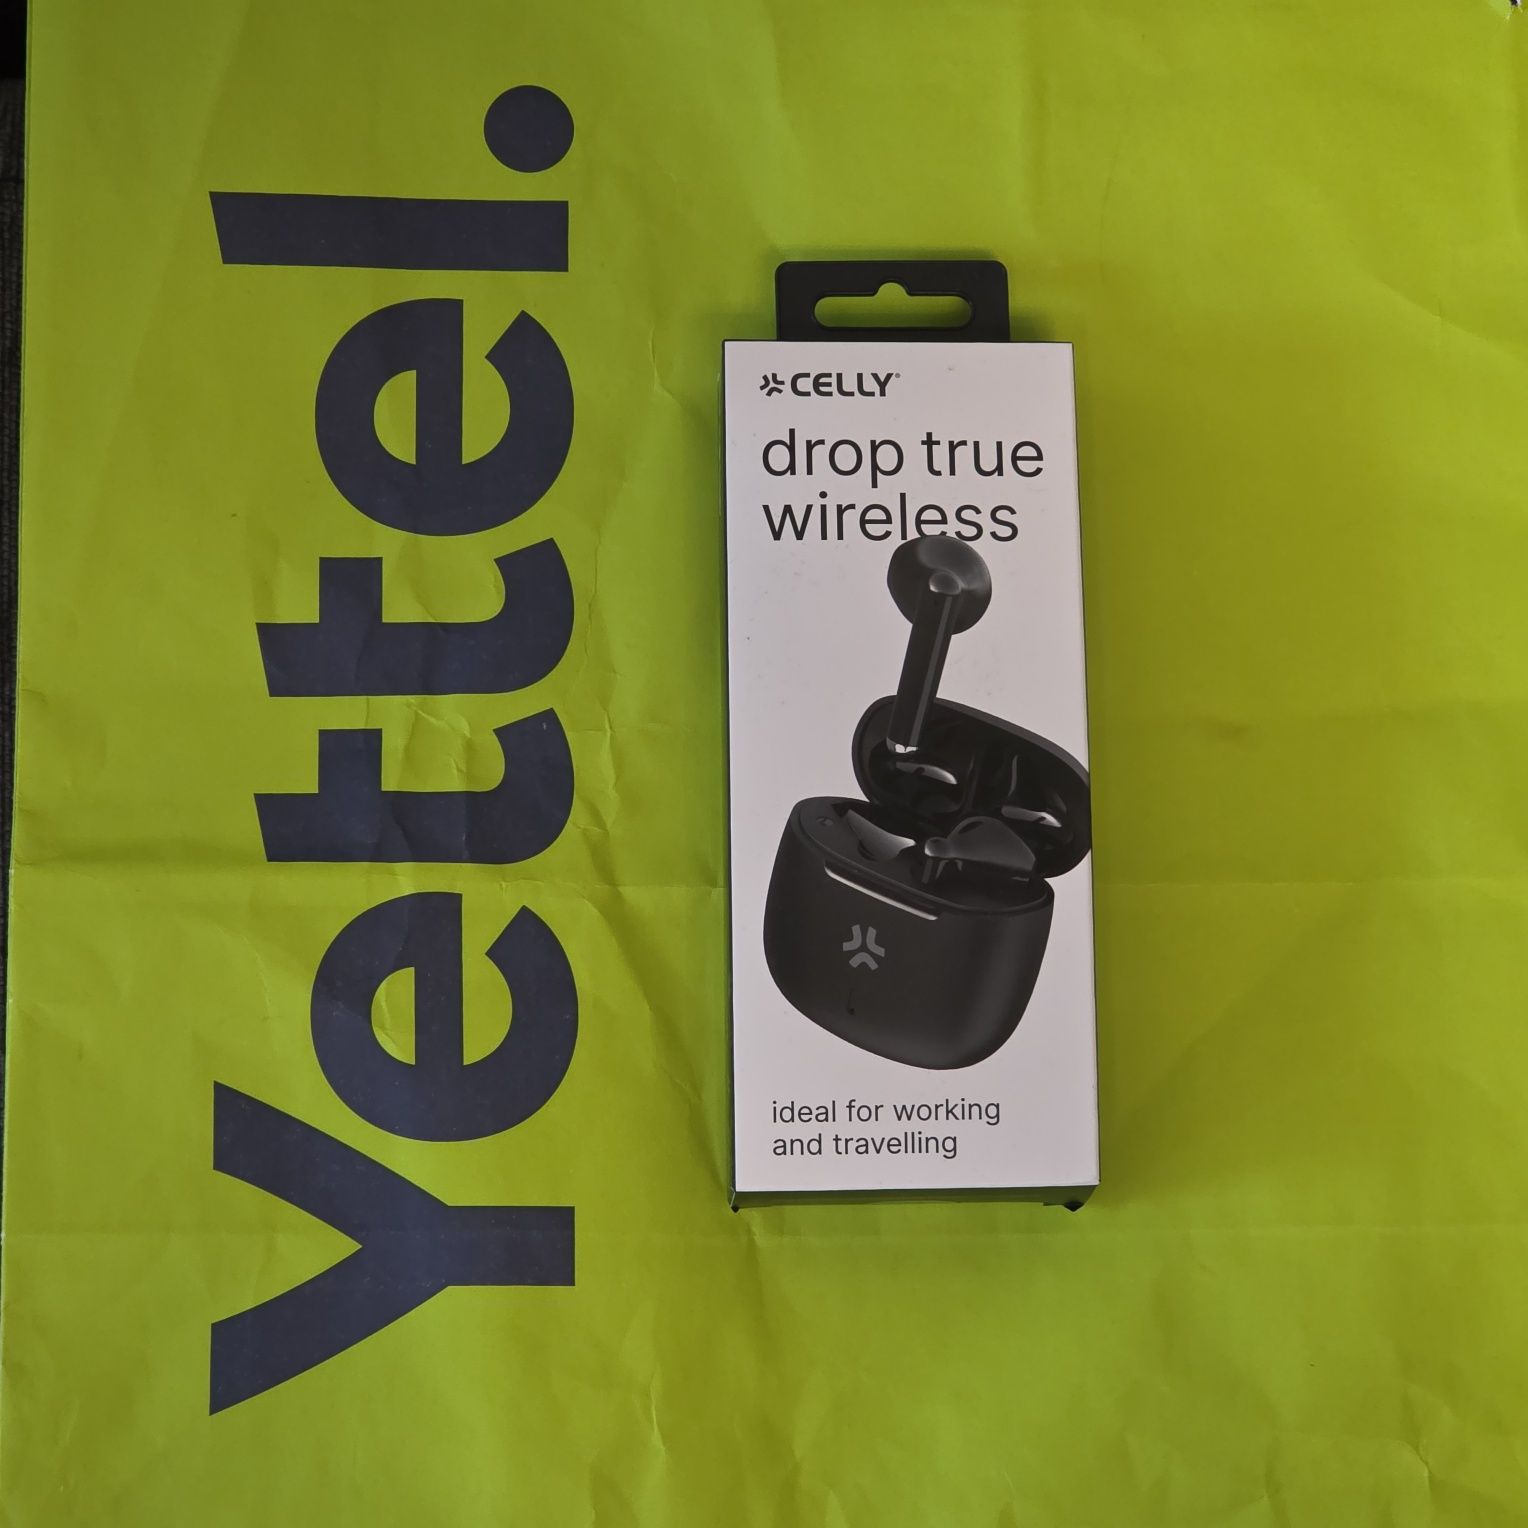 Yettel.
CELLY®
drop true
wireless
ideal for working
and travelling